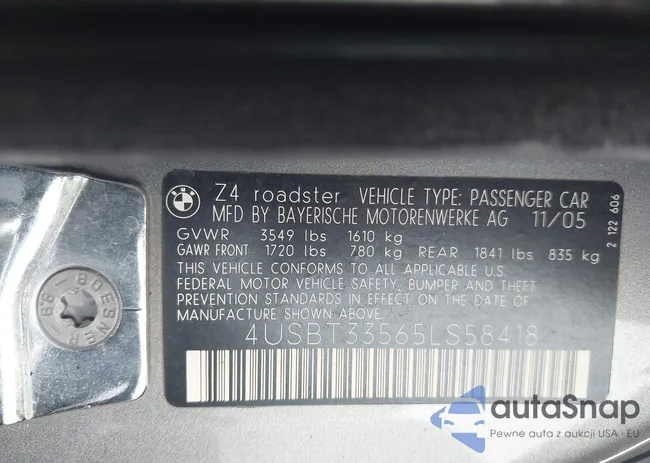 BMW
Z4 roadster VEHICLE TYPE: PASSENGER CAR
MFD BY BAYERISCHE MOTORENWERKE AG 11/05
GVWR 3549 lbs 1610 kg
GAWR FRONT 1720 lbs 780 kg REAR 1841 lbs 835 kg
THIS VEHICLE CONFORMS TO ALL APPLICABLE U.S.
FEDERAL MOTOR VEHICLE SAFETY, BUMPER AND THEFT
PREVENTION STANDARDS IN EFFECT ON THE DATE OF
MANUFACTURE SHOWN ABOVE.
4USBT33565LS58418
2 122 606
BOESNER - 88 -
autoSnap
Pewne auta z aukcji USA i EU